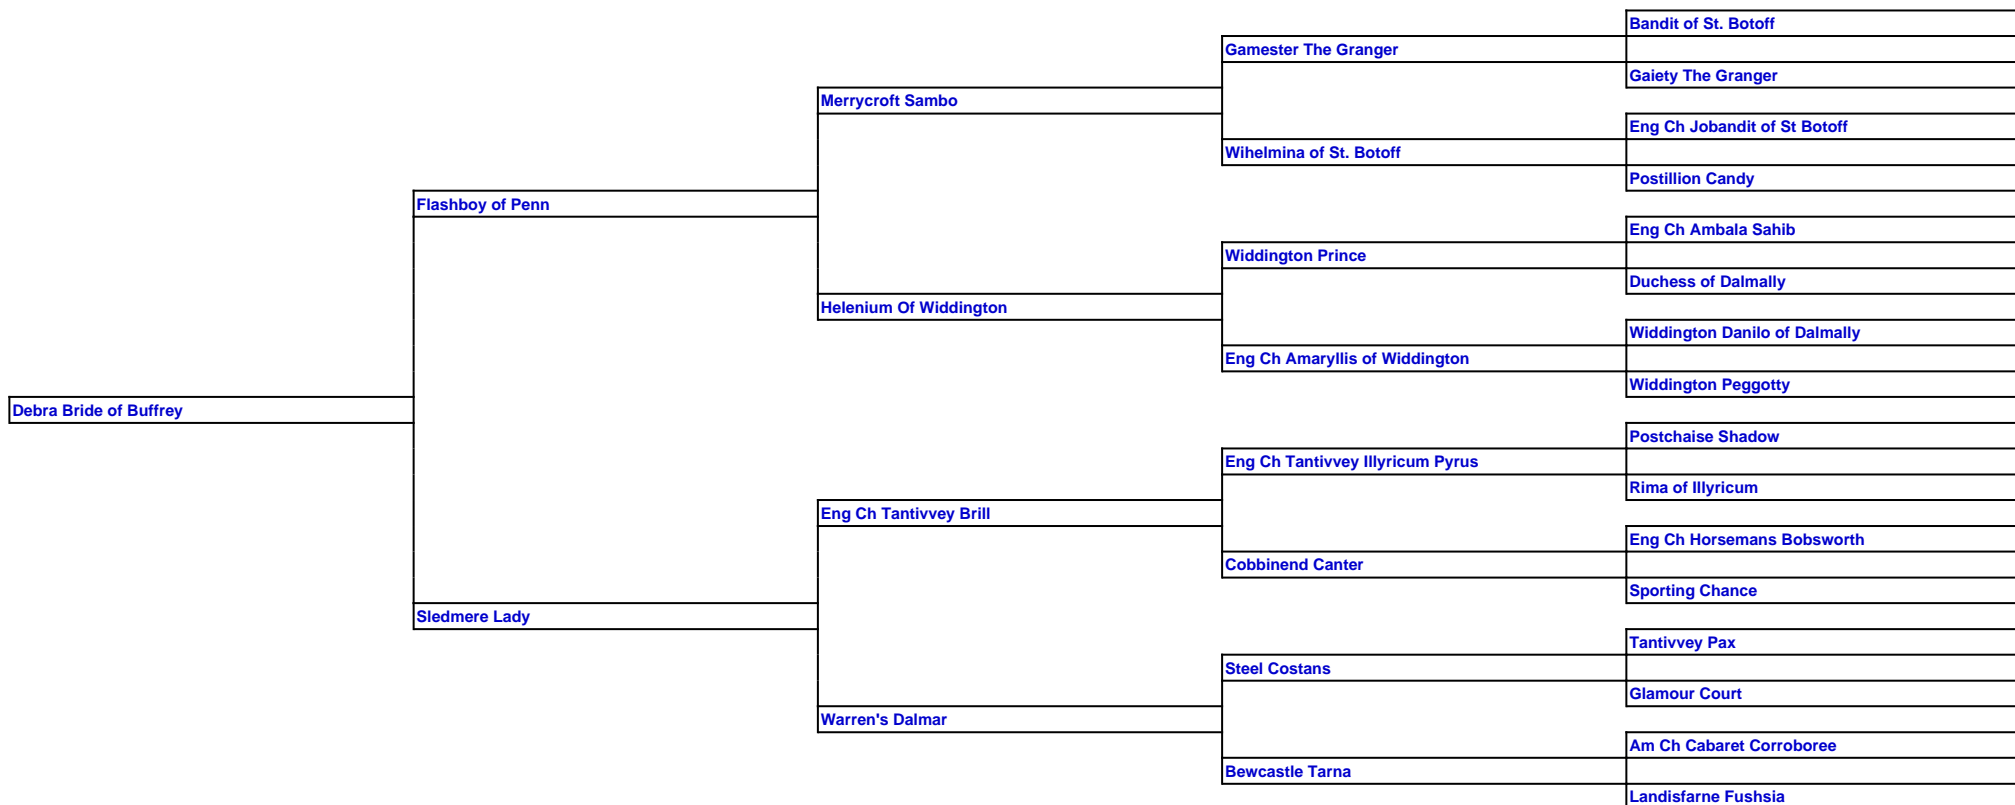 Bandit of St. Botoff
Gamester The Granger
Gaiety The Granger
Merrycroft Sambo
Eng Ch Jobandit of St Botoff
Wihelmina of St. Botoff
Postillion Candy
Flashboy of Penn
Eng Ch Ambala Sahib
Widdington Prince
Duchess of Dalmally
Helenium Of Widdington
Widdington Danilo of Dalmally
Eng Ch Amaryllis of Widdington
Widdington Peggotty
Debra Bride of Buffrey
Postchaise Shadow
Eng Ch Tantivvey Illyricum Pyrus
Rima of Illyricum
Eng Ch Tantivvey Brill
Eng Ch Horsemans Bobsworth
Cobbinend Canter
Sporting Chance
Sledmere Lady
Tantivvey Pax
Steel Costans
Glamour Court
Warren's Dalmar
Am Ch Cabaret Corroboree
Bewcastle Tarna
Landisfarne Fushsia